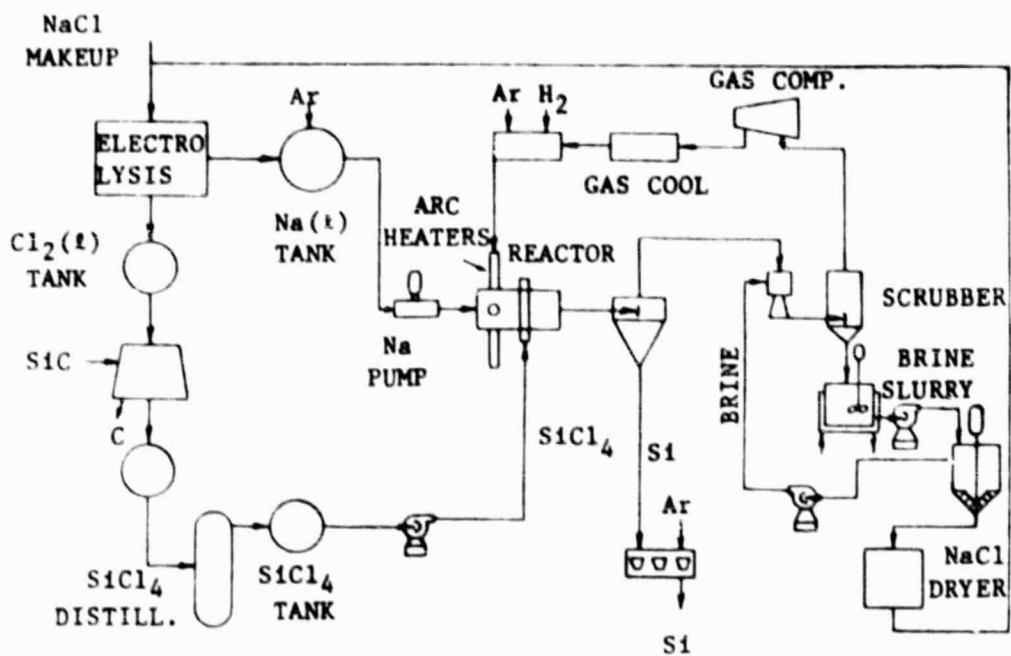 NaCl
MAKEUP
GAS COMP.
Ar H2
Ar
ELECTRO
LYSIS
GAS COOL
ARC
HEATERS
Na(ℓ)
TANK
Cl2(ℓ)
TANK
REACTOR
SCRUBBER
SiC
Na
PUMP
BRINE
BRINE
SLURRY
C
SiCl4
Si
Ar
SiCl4
DISTILL.
SiCl4
TANK
NaCl
DRYER
Si